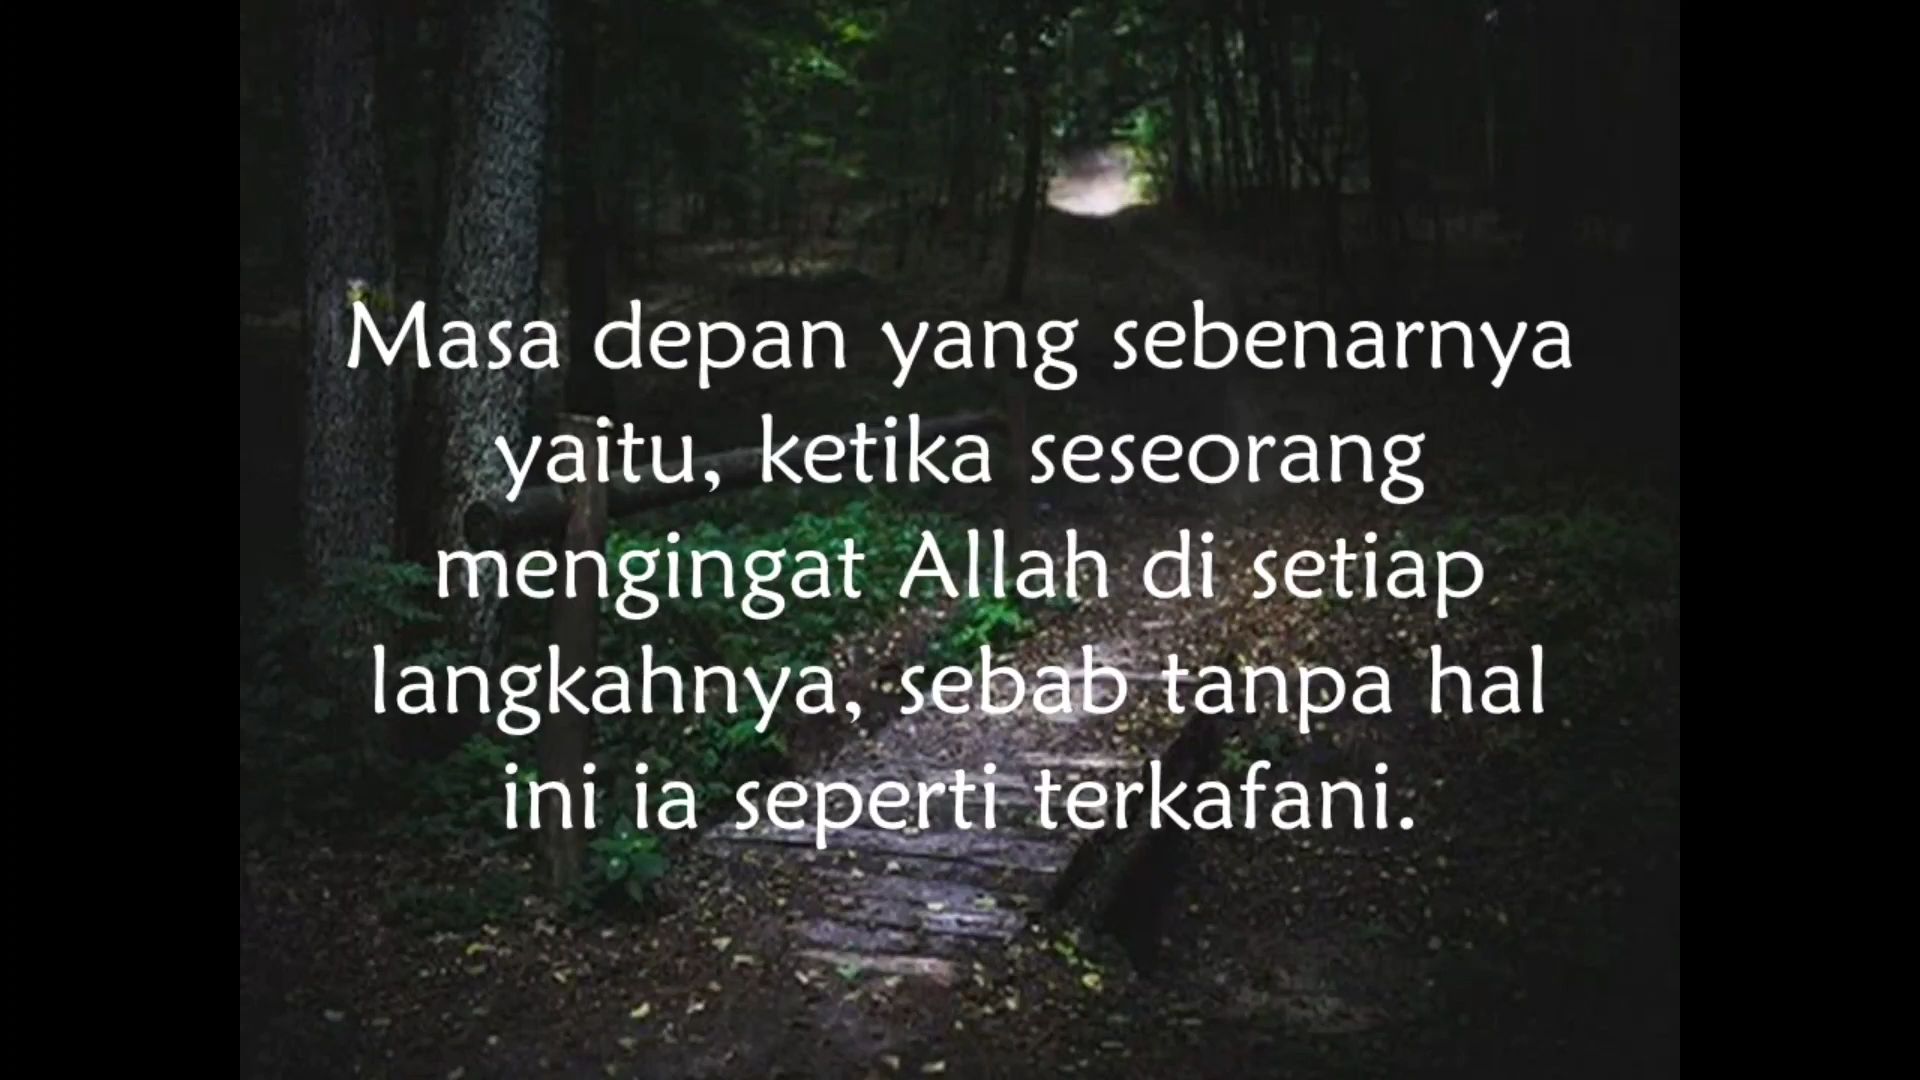 Masa depan yang sebenarnya
yaitu, ketika seseorang
mengingat Allah di setiap
langkahnya, sebab tanpa hal
ini ia seperti terkafani.